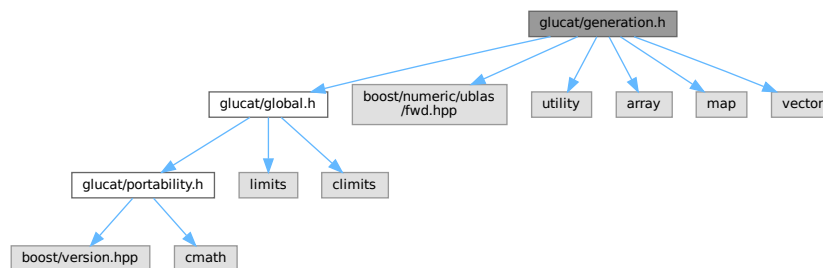 glucat/generation.h
glucat/global.h
boost/numeric/ublas
/fwd.hpp
utility
array
map
vector
glucat/portability.h
limits
climits
boost/version.hpp
cmath